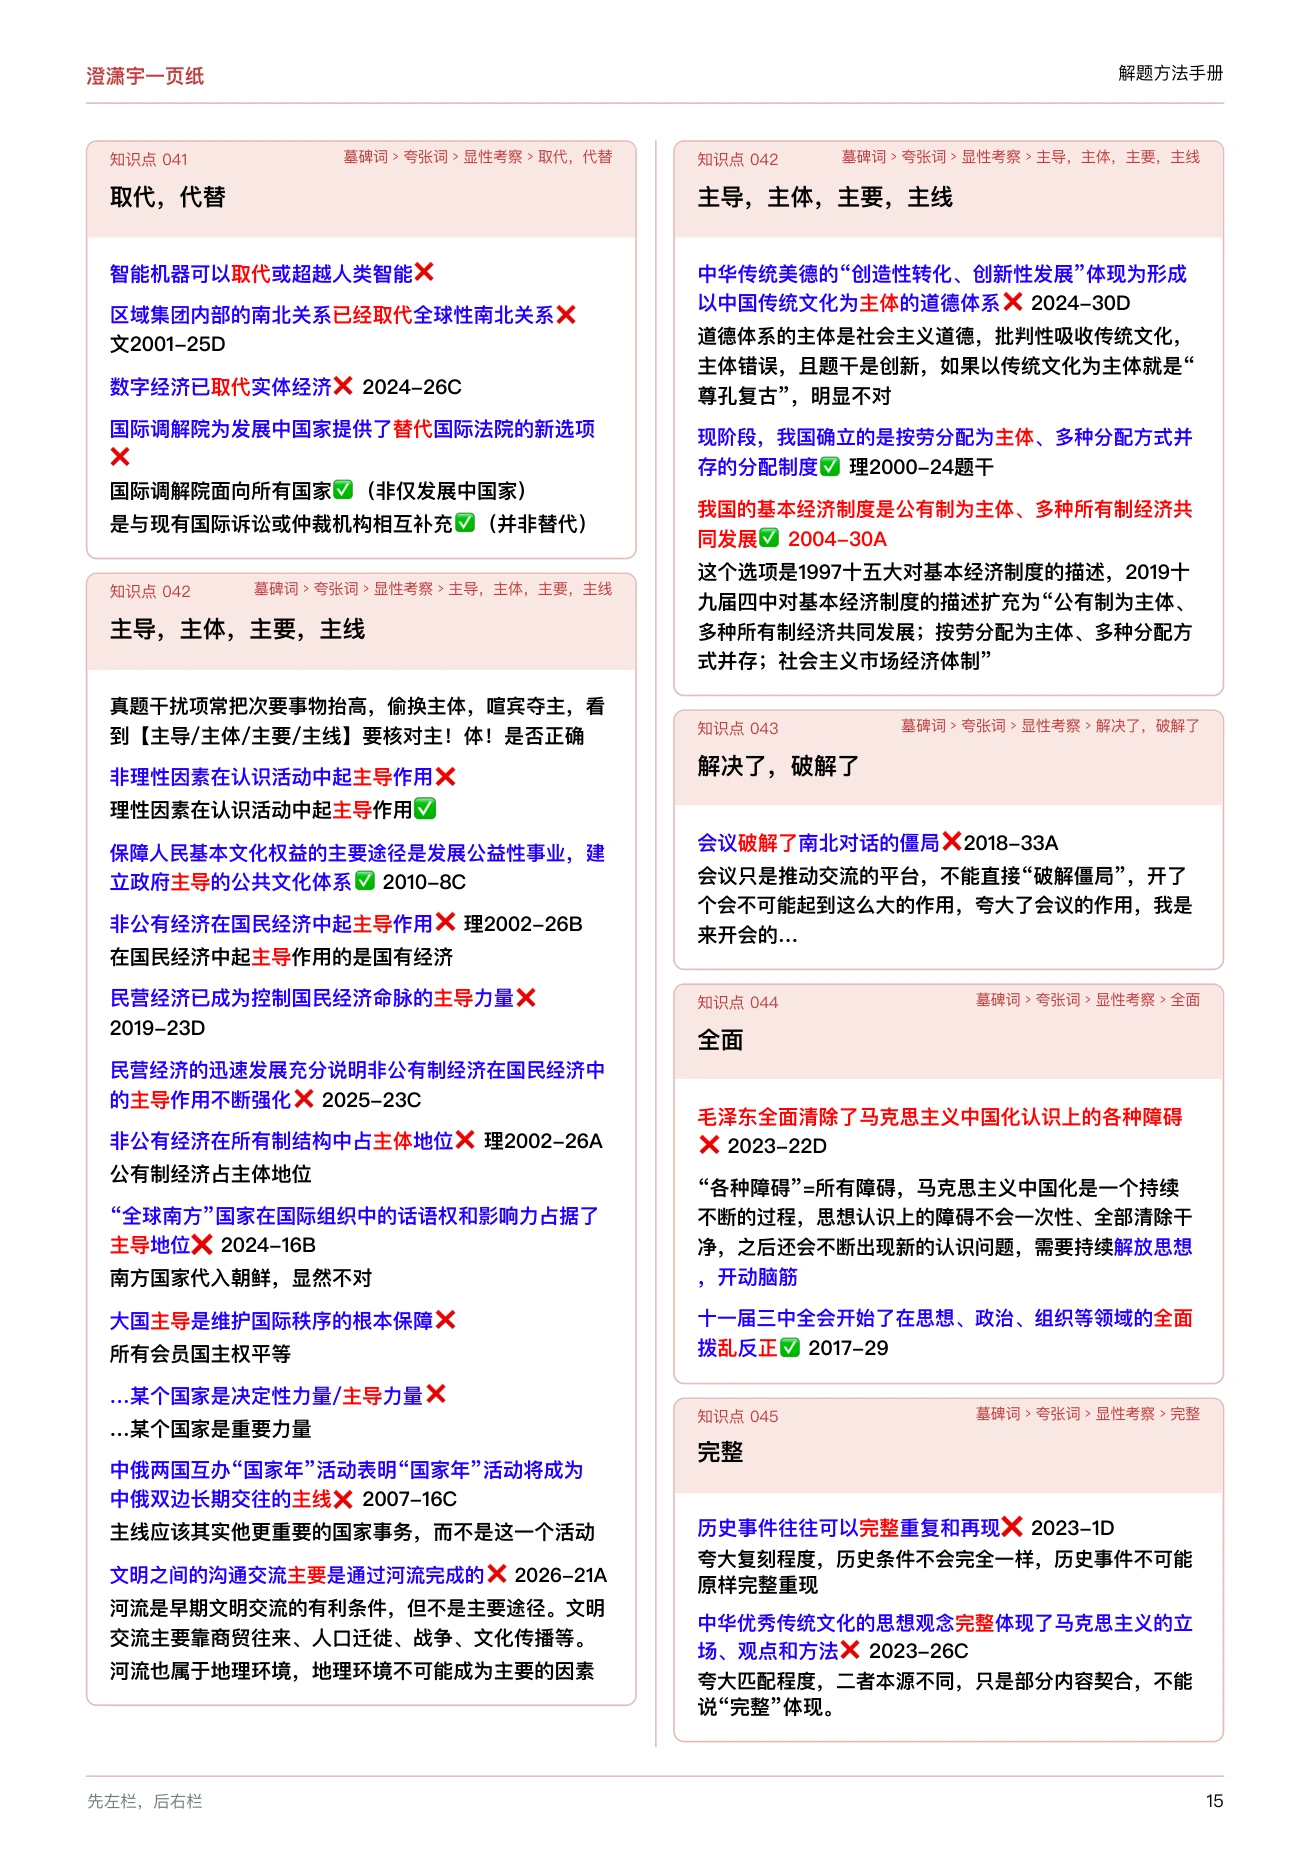 澄潇宇一页纸
解题方法手册
知识点 041
墓碑词 > 夸张词 > 显性考察 > 取代，代替
取代，代替
智能机器可以取代或超越人类智能❌
区域集团内部的南北关系已经取代全球性南北关系❌
文2001-25D
数字经济已取代实体经济❌ 2024-26C
国际调解院为发展中国家提供了替代国际法院的新选项
❌
国际调解院面向所有国家✅（非仅发展中国家）
是与现有国际诉讼或仲裁机构相互补充✅（并非替代）
知识点 042
墓碑词 > 夸张词 > 显性考察 > 主导，主体，主要，主线
主导，主体，主要，主线
真题干扰项常把次要事物抬高，偷换主体，喧宾夺主，看
到【主导/主体/主要/主线】要核对主！体！是否正确
非理性因素在认识活动中起主导作用❌
理性因素在认识活动中起主导作用✅
保障人民基本文化权益的主要途径是发展公益性事业，建
立政府主导的公共文化体系✅ 2010-8C
非公有经济在国民经济中起主导作用❌ 理2002-26B
在国民经济中起主导作用的是国有经济
民营经济已成为控制国民经济命脉的主导力量❌
2019-23D
民营经济的迅速发展充分说明非公有制经济在国民经济中
的主导作用不断强化❌ 2025-23C
非公有经济在所有制结构中占主体地位❌ 理2002-26A
公有制经济占主体地位
“全球南方”国家在国际组织中的话语权和影响力占据了
主导地位❌ 2024-16B
南方国家代入朝鲜，显然不对
大国主导是维护国际秩序的根本保障❌
所有会员国主权平等
...某个国家是决定性力量/主导力量❌
...某个国家是重要力量
中俄两国互办“国家年”活动表明“国家年”活动将成为
中俄双边长期交往的主线❌ 2007-16C
主线应该其实他更重要的国家事务，而不是这一个活动
文明之间的沟通交流主要是通过河流完成的❌ 2026-21A
河流是早期文明交流的有利条件，但不是主要途径。文明
交流主要靠商贸往来、人口迁徙、战争、文化传播等。
河流也属于地理环境，地理环境不可能成为主要的因素
知识点 042
墓碑词 > 夸张词 > 显性考察 > 主导，主体，主要，主线
主导，主体，主要，主线
中华传统美德的“创造性转化、创新性发展”体现为形成
以中国传统文化为主体的道德体系❌ 2024-30D
道德体系的主体是社会主义道德，批判性吸收传统文化，
主体错误，且题干是创新，如果以传统文化为主体就是“
尊孔复古”，明显不对
现阶段，我国确立的是按劳分配为主体、多种分配方式并
存的分配制度✅ 理2000-24题干
我国的基本经济制度是公有制为主体、多种所有制经济共
同发展✅ 2004-30A
这个选项是1997十五大对基本经济制度的描述，2019十
九届四中对基本经济制度的描述扩充为“公有制为主体、
多种所有制经济共同发展；按劳分配为主体、多种分配方
式并存；社会主义市场经济体制”
知识点 043
墓碑词 > 夸张词 > 显性考察 > 解决了，破解了
解决了，破解了
会议破解了南北对话的僵局❌2018-33A
会议只是推动交流的平台，不能直接“破解僵局”，开了
个会不可能起到这么大的作用，夸大了会议的作用，我是
来开会的...
知识点 044
墓碑词 > 夸张词 > 显性考察 > 全面
全面
毛泽东全面清除了马克思主义中国化认识上的各种障碍
❌ 2023-22D
“各种障碍”=所有障碍，马克思主义中国化是一个持续
不断的过程，思想认识上的障碍不会一次性、全部清除干
净，之后还会不断出现新的认识问题，需要持续解放思想
，开动脑筋
十一届三中全会开始了在思想、政治、组织等领域的全面
拨乱反正✅ 2017-29
知识点 045
墓碑词 > 夸张词 > 显性考察 > 完整
完整
历史事件往往可以完整重复和再现❌ 2023-1D
夸大复刻程度，历史条件不会完全一样，历史事件不可能
原样完整重现
中华优秀传统文化的思想观念完整体现了马克思主义的立
场、观点和方法❌ 2023-26C
夸大匹配程度，二者本源不同，只是部分内容契合，不能
说“完整”体现。
先左栏，后右栏
15